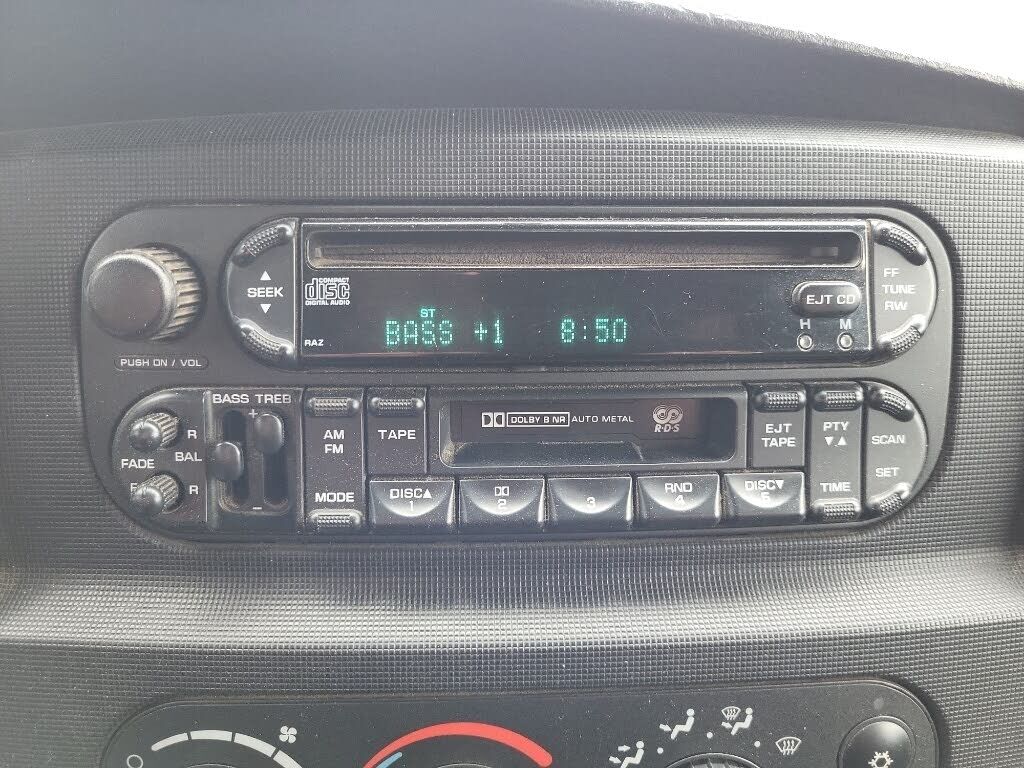 SEEK
COMPACT
disc
DIGITAL AUDIO
RAZ
ST
BASS +1 8:50
EJT CD
H M
FF
TUNE
RW
PUSH ON / VOL
BASS TREB
+
−
R
BAL
FADE
F R
AM
FM
MODE
TAPE
DOLBY B NR AUTO METAL
R·D·S
EJT
TAPE
PTY
TIME
SCAN
SET
DISC▲
1
2
3
RND
4
DISC▼
5